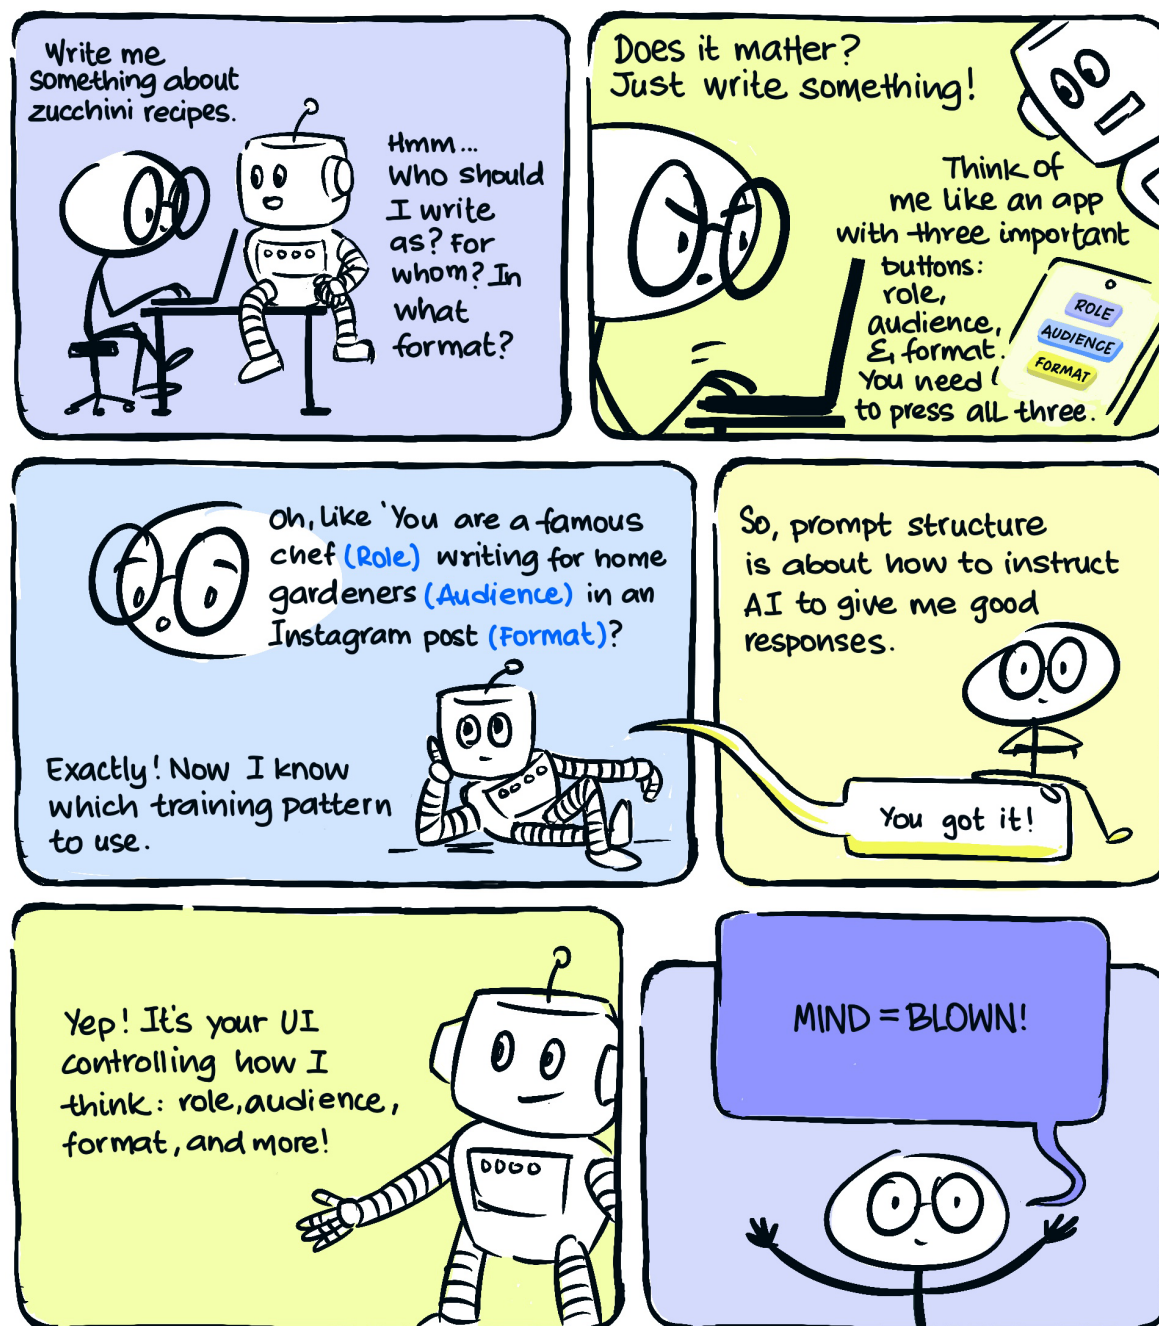 Write me
something about
zucchini recipes.
Hmm...
Who should
I write
as? For
whom? In
what
format?
Does it matter?
Just write something!
Think of
me like an app
with three important
buttons:
role,
audience,
& format.
You need
to press all three.
ROLE
AUDIENCE
FORMAT
Oh, like 'You are a famous
chef (Role) writing for home
gardeners (Audience) in an
Instagram post (Format)?
Exactly! Now I know
which training pattern
to use.
So, prompt structure
is about how to instruct
AI to give me good
responses.
You got it!
Yep! It's your UI
controlling how I
think: role, audience,
format, and more!
MIND = BLOWN!